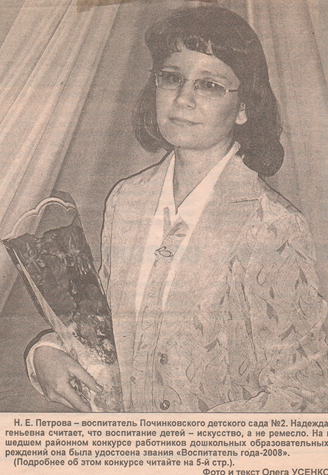 Н. Е. Петрова – воспитатель Починковского детского сада №2. Надежда
геньевна считает, что воспитание детей – искусство, а не ремесло. На
шедшем районном конкурсе работников дошкольных образовательных
реждений она была удостоена звания «Воспитатель года-2008».
(Подробнее об этом конкурсе читайте на 5-й стр.).
Фото и текст Олега УСЕНКО